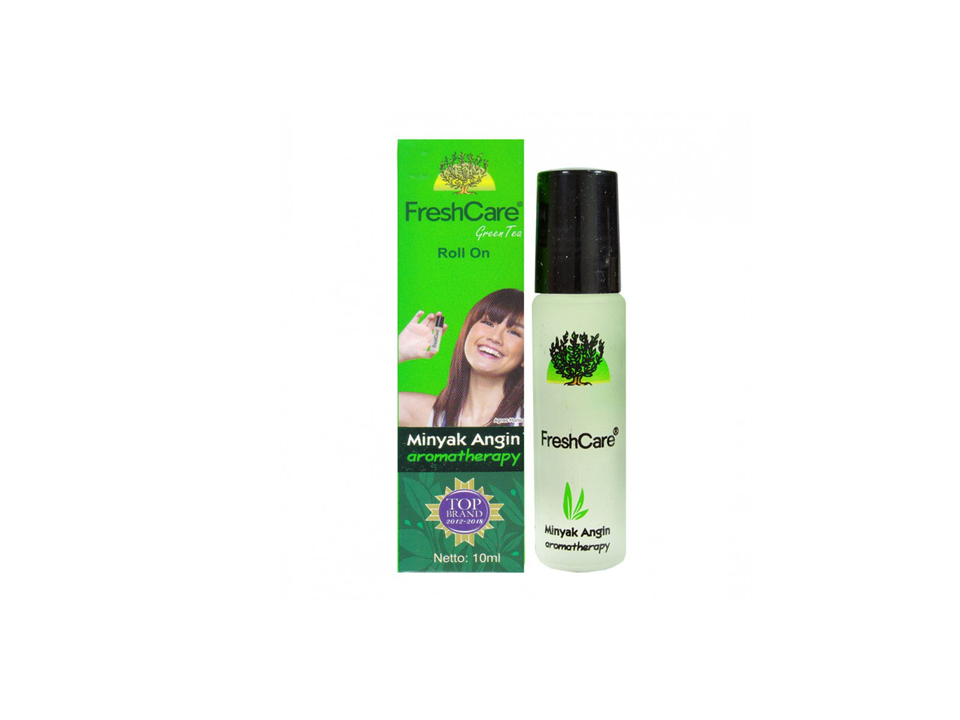 FreshCare®
Green Tea
Roll On
Minyak Angin
aromatherapy
TOP
BRAND
2012-2018
Netto: 10ml
FreshCare®
Minyak Angin
aromatherapy